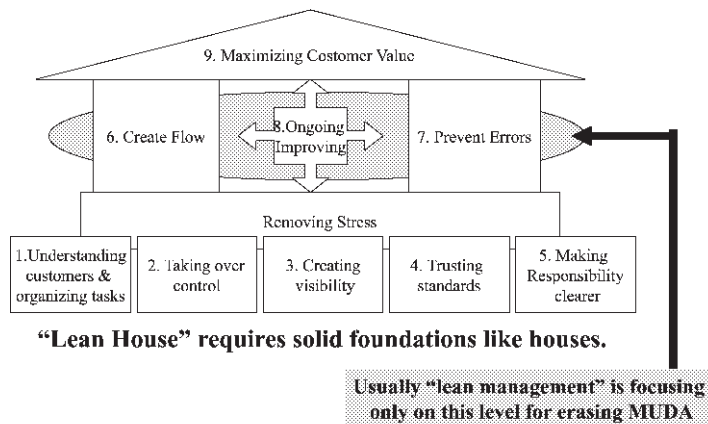 9. Maximizing Customer Value
6. Create Flow
8.Ongoing
Improving
7. Prevent Errors
Removing Stress
1.Understanding
customers &
organizing tasks
2. Taking over
control
3. Creating
visibility
4. Trusting
standards
5. Making
Responsibility
clearer
“Lean House” requires solid foundations like houses.
Usually “lean management” is focusing
only on this level for erasing MUDA